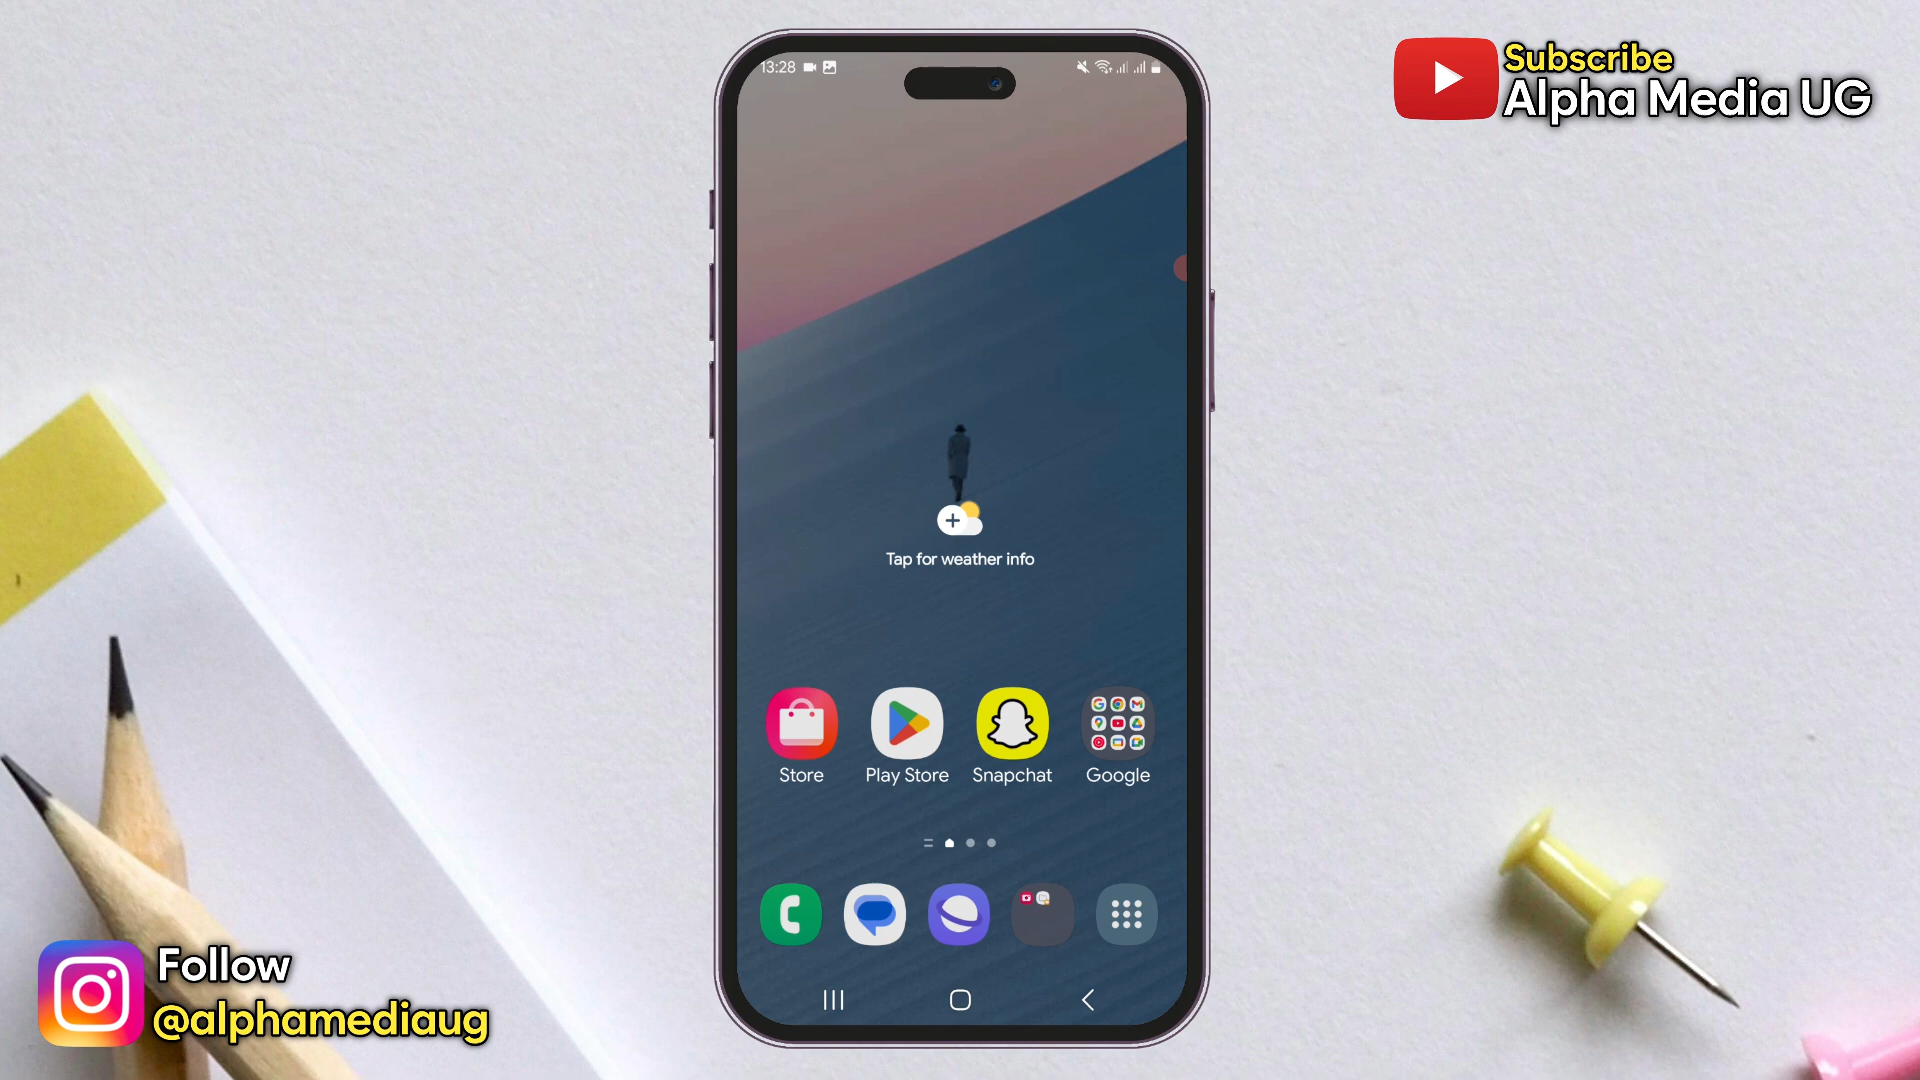 Subscribe
Alpha Media UG
13:28
Tap for weather info
Store
Play Store
Snapchat
Google
Follow
@alphamediaug